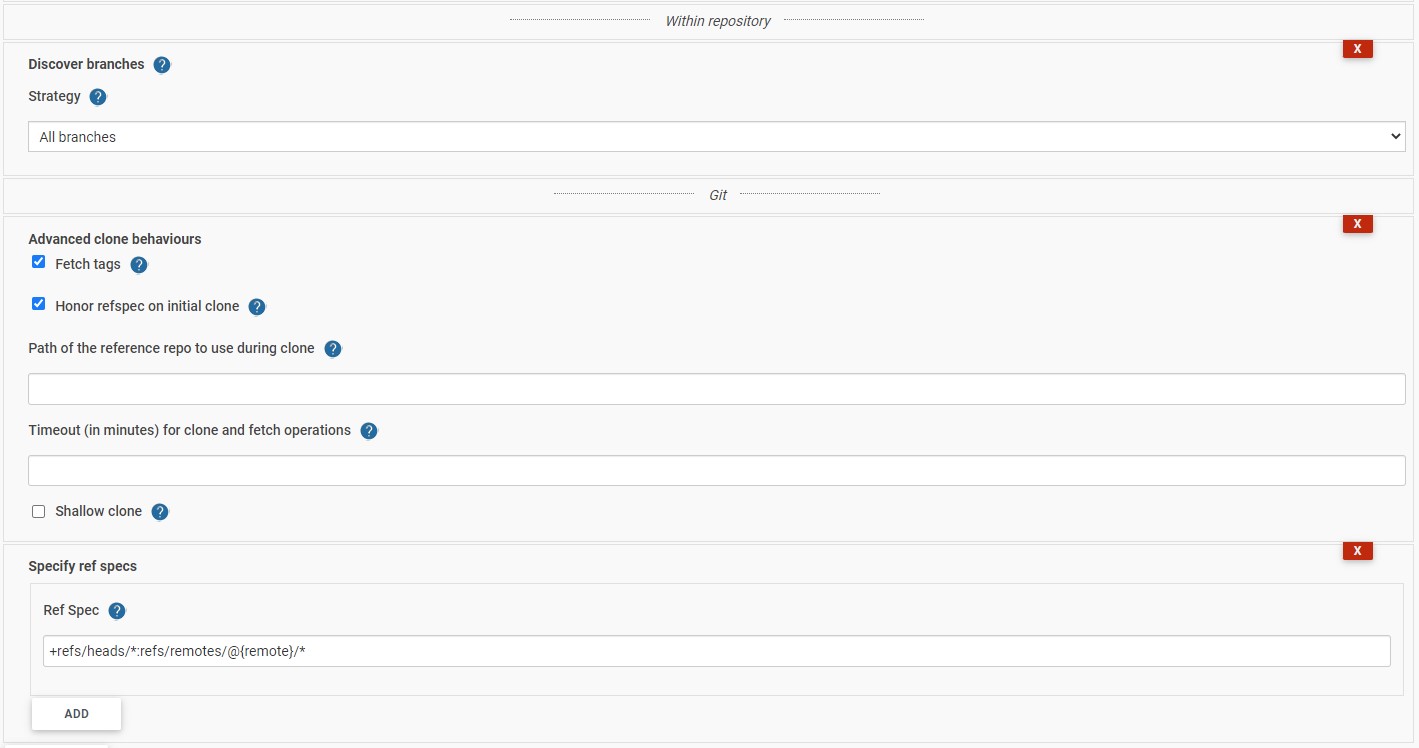 Within repository
X
Discover branches ?
Strategy ?
All branches
Git
X
Advanced clone behaviours
Fetch tags ?
Honor refspec on initial clone ?
Path of the reference repo to use during clone ?
Timeout (in minutes) for clone and fetch operations ?
Shallow clone ?
X
Specify ref specs
Ref Spec ?
+refs/heads/*:refs/remotes/@{remote}/*
ADD